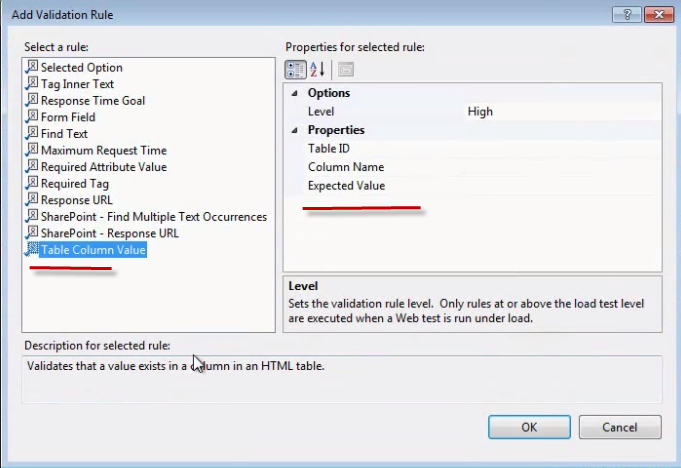 Add Validation Rule
Select a rule:
Selected Option
Tag Inner Text
Response Time Goal
Form Field
Find Text
Maximum Request Time
Required Attribute Value
Required Tag
Response URL
SharePoint - Find Multiple Text Occurrences
SharePoint - Response URL
Table Column Value
Properties for selected rule:
Options
Level High
Properties
Table ID
Column Name
Expected Value
Level
Sets the validation rule level. Only rules at or above the load test level
are executed when a Web test is run under load.
Description for selected rule:
Validates that a value exists in a column in an HTML table.
OK
Cancel